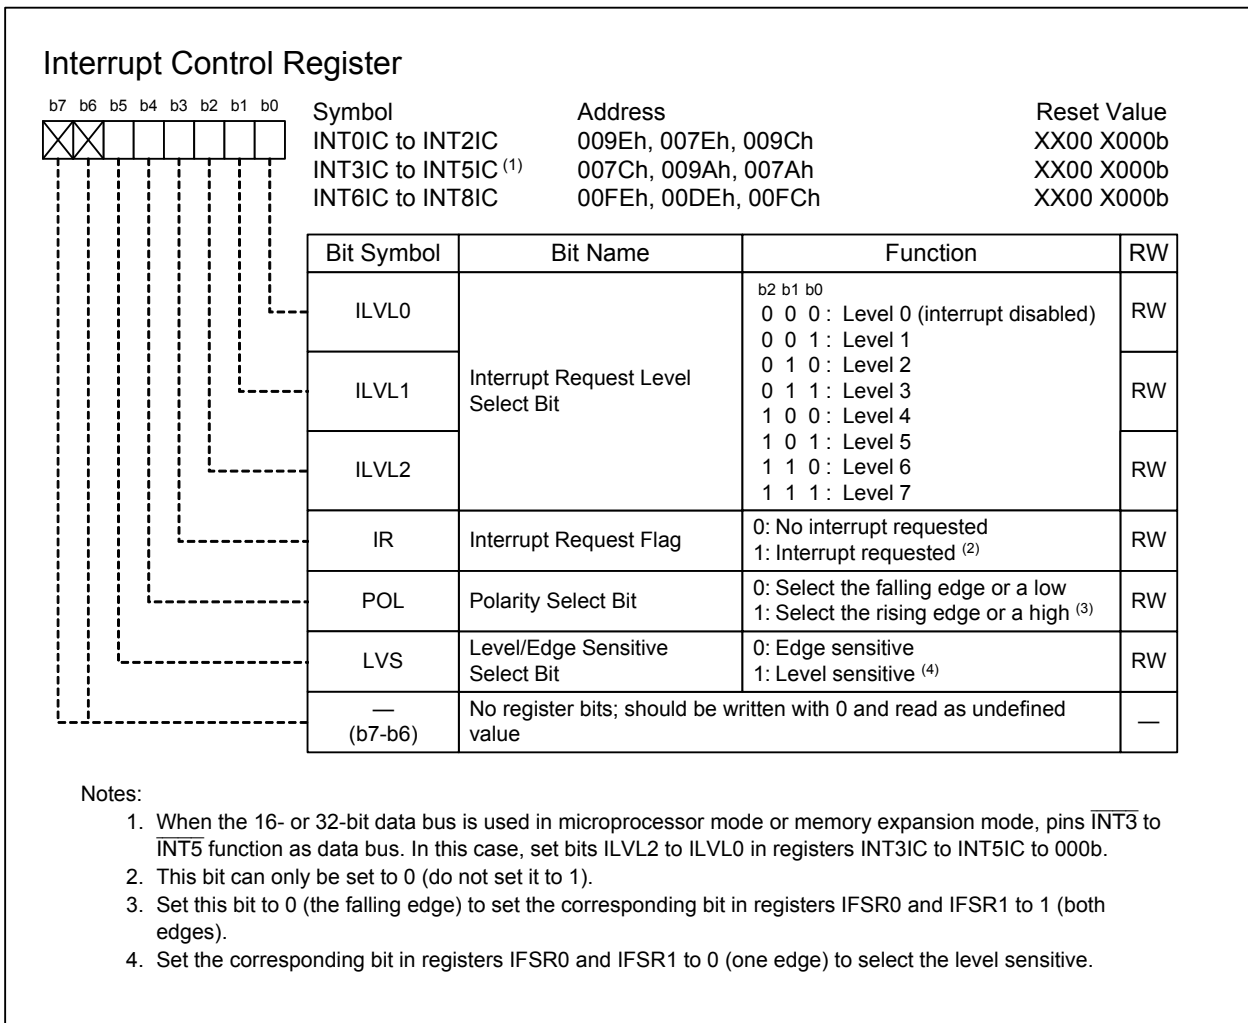 Interrupt Control Register
b7 b6 b5 b4 b3 b2 b1 b0
Symbol Address Reset Value
INT0IC to INT2IC 009Eh, 007Eh, 009Ch XX00 X000b
INT3IC to INT5IC (1) 007Ch, 009Ah, 007Ah XX00 X000b
INT6IC to INT8IC 00FEh, 00DEh, 00FCh XX00 X000b
Bit Symbol Bit Name Function RW
ILVL0 RW
ILVL1 RW
ILVL2 RW
Interrupt Request Level
Select Bit
b2 b1 b0
0 0 0 : Level 0 (interrupt disabled)
0 0 1 : Level 1
0 1 0 : Level 2
0 1 1 : Level 3
1 0 0 : Level 4
1 0 1 : Level 5
1 1 0 : Level 6
1 1 1 : Level 7
IR Interrupt Request Flag RW
0: No interrupt requested
1: Interrupt requested (2)
POL Polarity Select Bit RW
0: Select the falling edge or a low
1: Select the rising edge or a high (3)
LVS RW
Level/Edge Sensitive
Select Bit
0: Edge sensitive
1: Level sensitive (4)
—
(b7-b6)
No register bits; should be written with 0 and read as undefined
value
—
Notes:
1. When the 16- or 32-bit data bus is used in microprocessor mode or memory expansion mode, pins I̅N̅T̅3̅ to
I̅N̅T̅5̅ function as data bus. In this case, set bits ILVL2 to ILVL0 in registers INT3IC to INT5IC to 000b.
2. This bit can only be set to 0 (do not set it to 1).
3. Set this bit to 0 (the falling edge) to set the corresponding bit in registers IFSR0 and IFSR1 to 1 (both
edges).
4. Set the corresponding bit in registers IFSR0 and IFSR1 to 0 (one edge) to select the level sensitive.